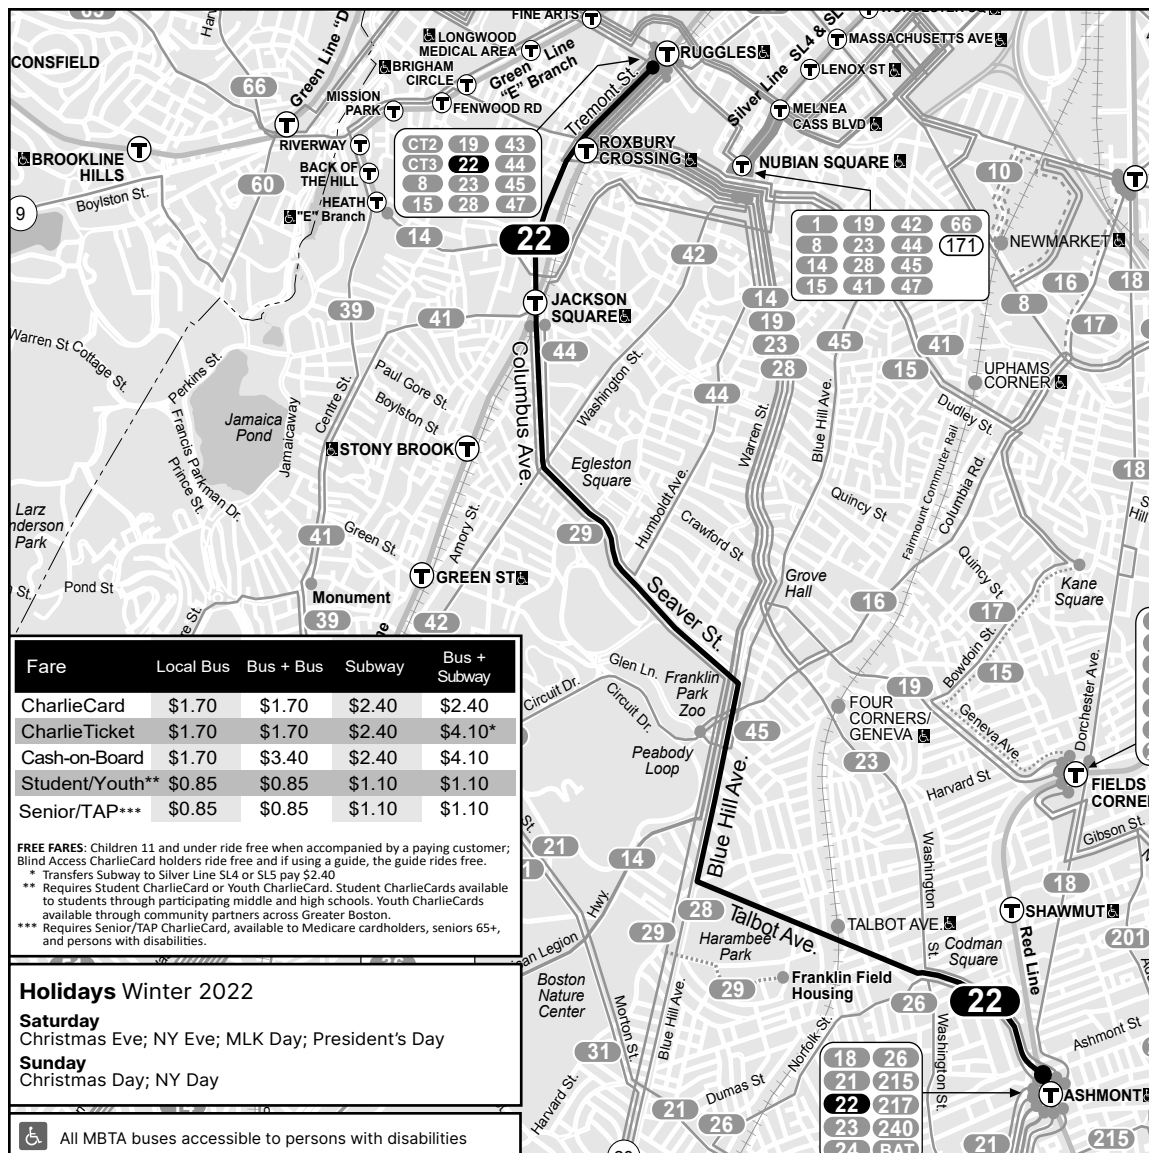 FINE ARTS
LONGWOOD
MEDICAL AREA
Green Line "D"
CONSFIELD
66
BRIGHAM
CIRCLE
Green Line
"E" Branch
MISSION
PARK
FENWOOD RD
RUGGLES
Tremont St.
Silver Line SL4 & SL
MASSACHUSETTS AVE
LENOX ST
MELNEA
CASS BLVD
RIVERWAY
BROOKLINE
HILLS
BACK OF
THE HILL
HEATH
"E" Branch
Boylston St.
9
60
14
CT2 19 43
CT3 22 44
8 23 45
15 28 47
ROXBURY
CROSSING
NUBIAN SQUARE
10
1 19 42 66
8 23 44 171
14 28 45
15 41 47
NEWMARKET
16
18
8
17
22
42
JACKSON
SQUARE
39
41
44
14
19
23
28
45
41
15
44
UPHAMS
CORNER
Warren St
Cottage St.
Perkins St.
Paul Gore St.
Boylston St
Centre St.
Jamaicaway
Jamaica
Pond
Francis Parkman Dr.
Prince St.
Columbus Ave.
Washington St.
Warren St.
Blue Hill Ave.
Dudley St.
STONY BROOK
Egleston
Square
Humboldt Ave.
Crawford St
Quincy St
Fairmount Commuter Rail
Columbia Rd.
18
Larz
nderson
Park
41
Green St.
Amory St.
29
Pond St
GREEN ST
Monument
39
42
Seaver St.
Grove
Hall
16
Quincy St
Kane
Square
17
Bowdoin St.
15
19
Geneva Ave
Dorchester Ave.
Fare Local Bus Bus + Bus Subway Bus +
Subway
CharlieCard $1.70 $1.70 $2.40 $2.40
CharlieTicket $1.70 $1.70 $2.40 $4.10*
Cash-on-Board $1.70 $3.40 $2.40 $4.10
Student/Youth** $0.85 $0.85 $1.10 $1.10
Senior/TAP*** $0.85 $0.85 $1.10 $1.10
FREE FARES: Children 11 and under ride free when accompanied by a paying customer;
Blind Access CharlieCard holders ride free and if using a guide, the guide rides free.
* Transfers Subway to Silver Line SL4 or SL5 pay $2.40
** Requires Student CharlieCard or Youth CharlieCard. Student CharlieCards available
to students through participating middle and high schools. Youth CharlieCards
available through community partners across Greater Boston.
*** Requires Senior/TAP CharlieCard, available to Medicare cardholders, seniors 65+,
and persons with disabilities.
Glen Ln.
Circuit Dr.
Circuit Dr.
Franklin
Park
Zoo
Peabody
Loop
45
FOUR
CORNERS/
GENEVA
23
Harvard St
FIELDS
CORNE
Gibson St.
Blue Hill Ave.
21
14
Hwy.
Washington
St.
18
28
Talbot Ave.
TALBOT AVE.
SHAWMUT
Red Line
201
29
Harambee
Park
Codman
Square
an Legion
Boston
Nature
Center
29
Franklin Field
Housing
26
22
Holidays Winter 2022
Saturday
Christmas Eve; NY Eve; MLK Day; President's Day
Sunday
Christmas Day; NY Day
Morton St.
Blue Hill Ave.
Norfolk St.
Washington St.
Ashmont St
31
Harvard St.
Dumas St
21
26
18 26
21 215
22 217
23 240
24 BAT
ASHMONT
21
215
All MBTA buses accessible to persons with disabilities